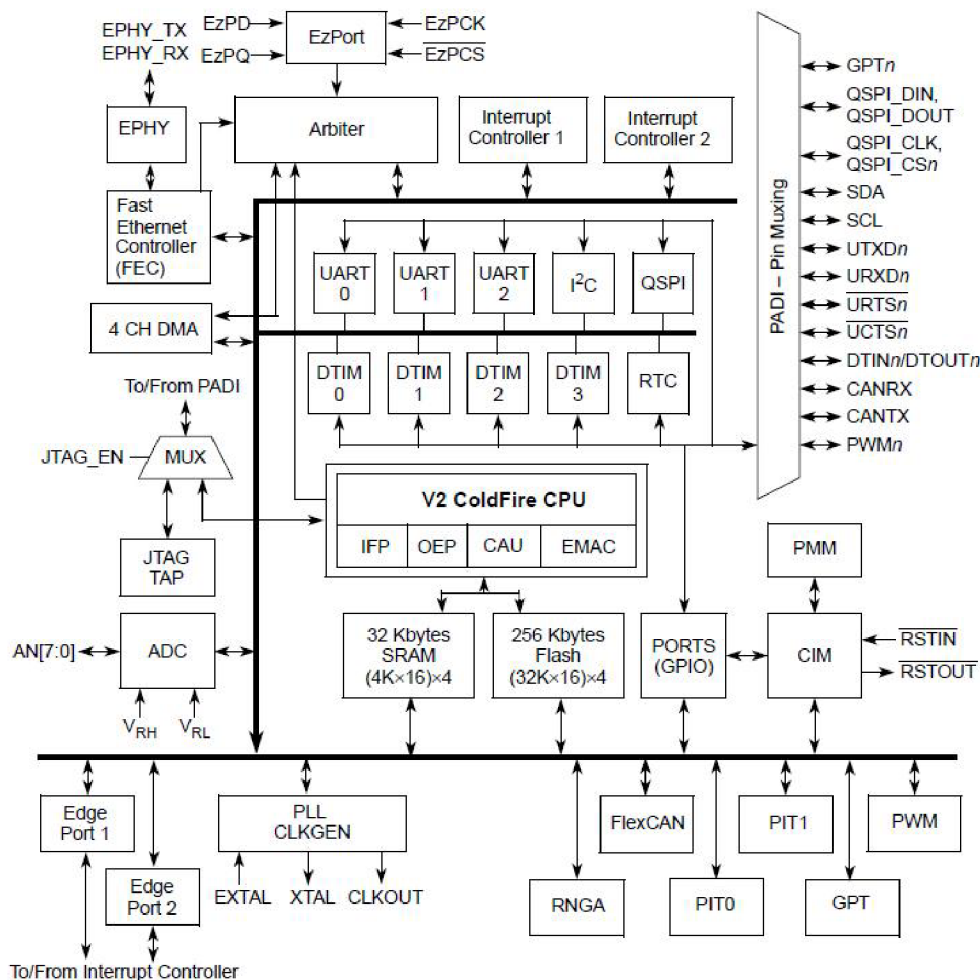 EPHY_TX
EPHY_RX
EzPD
EzPQ
EzPort
EzPCK
EzPCS
EPHY
Arbiter
Interrupt
Controller 1
Interrupt
Controller 2
Fast
Ethernet
Controller
(FEC)
4 CH DMA
UART
0
UART
1
UART
2
I²C
QSPI
DTIM
0
DTIM
1
DTIM
2
DTIM
3
RTC
PADI – Pin Muxing
GPTn
QSPI_DIN,
QSPI_DOUT
QSPI_CLK,
QSPI_CSn
SDA
SCL
UTXDn
URXDn
URTSn
UCTSn
DTINn/DTOUTn
CANRX
CANTX
PWMn
To/From PADI
JTAG_EN
MUX
JTAG
TAP
V2 ColdFire CPU
IFP
OEP
CAU
EMAC
PMM
AN[7:0]
ADC
VRH
VRL
32 Kbytes
SRAM
(4K×16)×4
256 Kbytes
Flash
(32K×16)×4
PORTS
(GPIO)
CIM
RSTIN
RSTOUT
Edge
Port 1
Edge
Port 2
PLL
CLKGEN
EXTAL
XTAL
CLKOUT
FlexCAN
PIT1
PWM
RNGA
PIT0
GPT
To/From Interrupt Controller